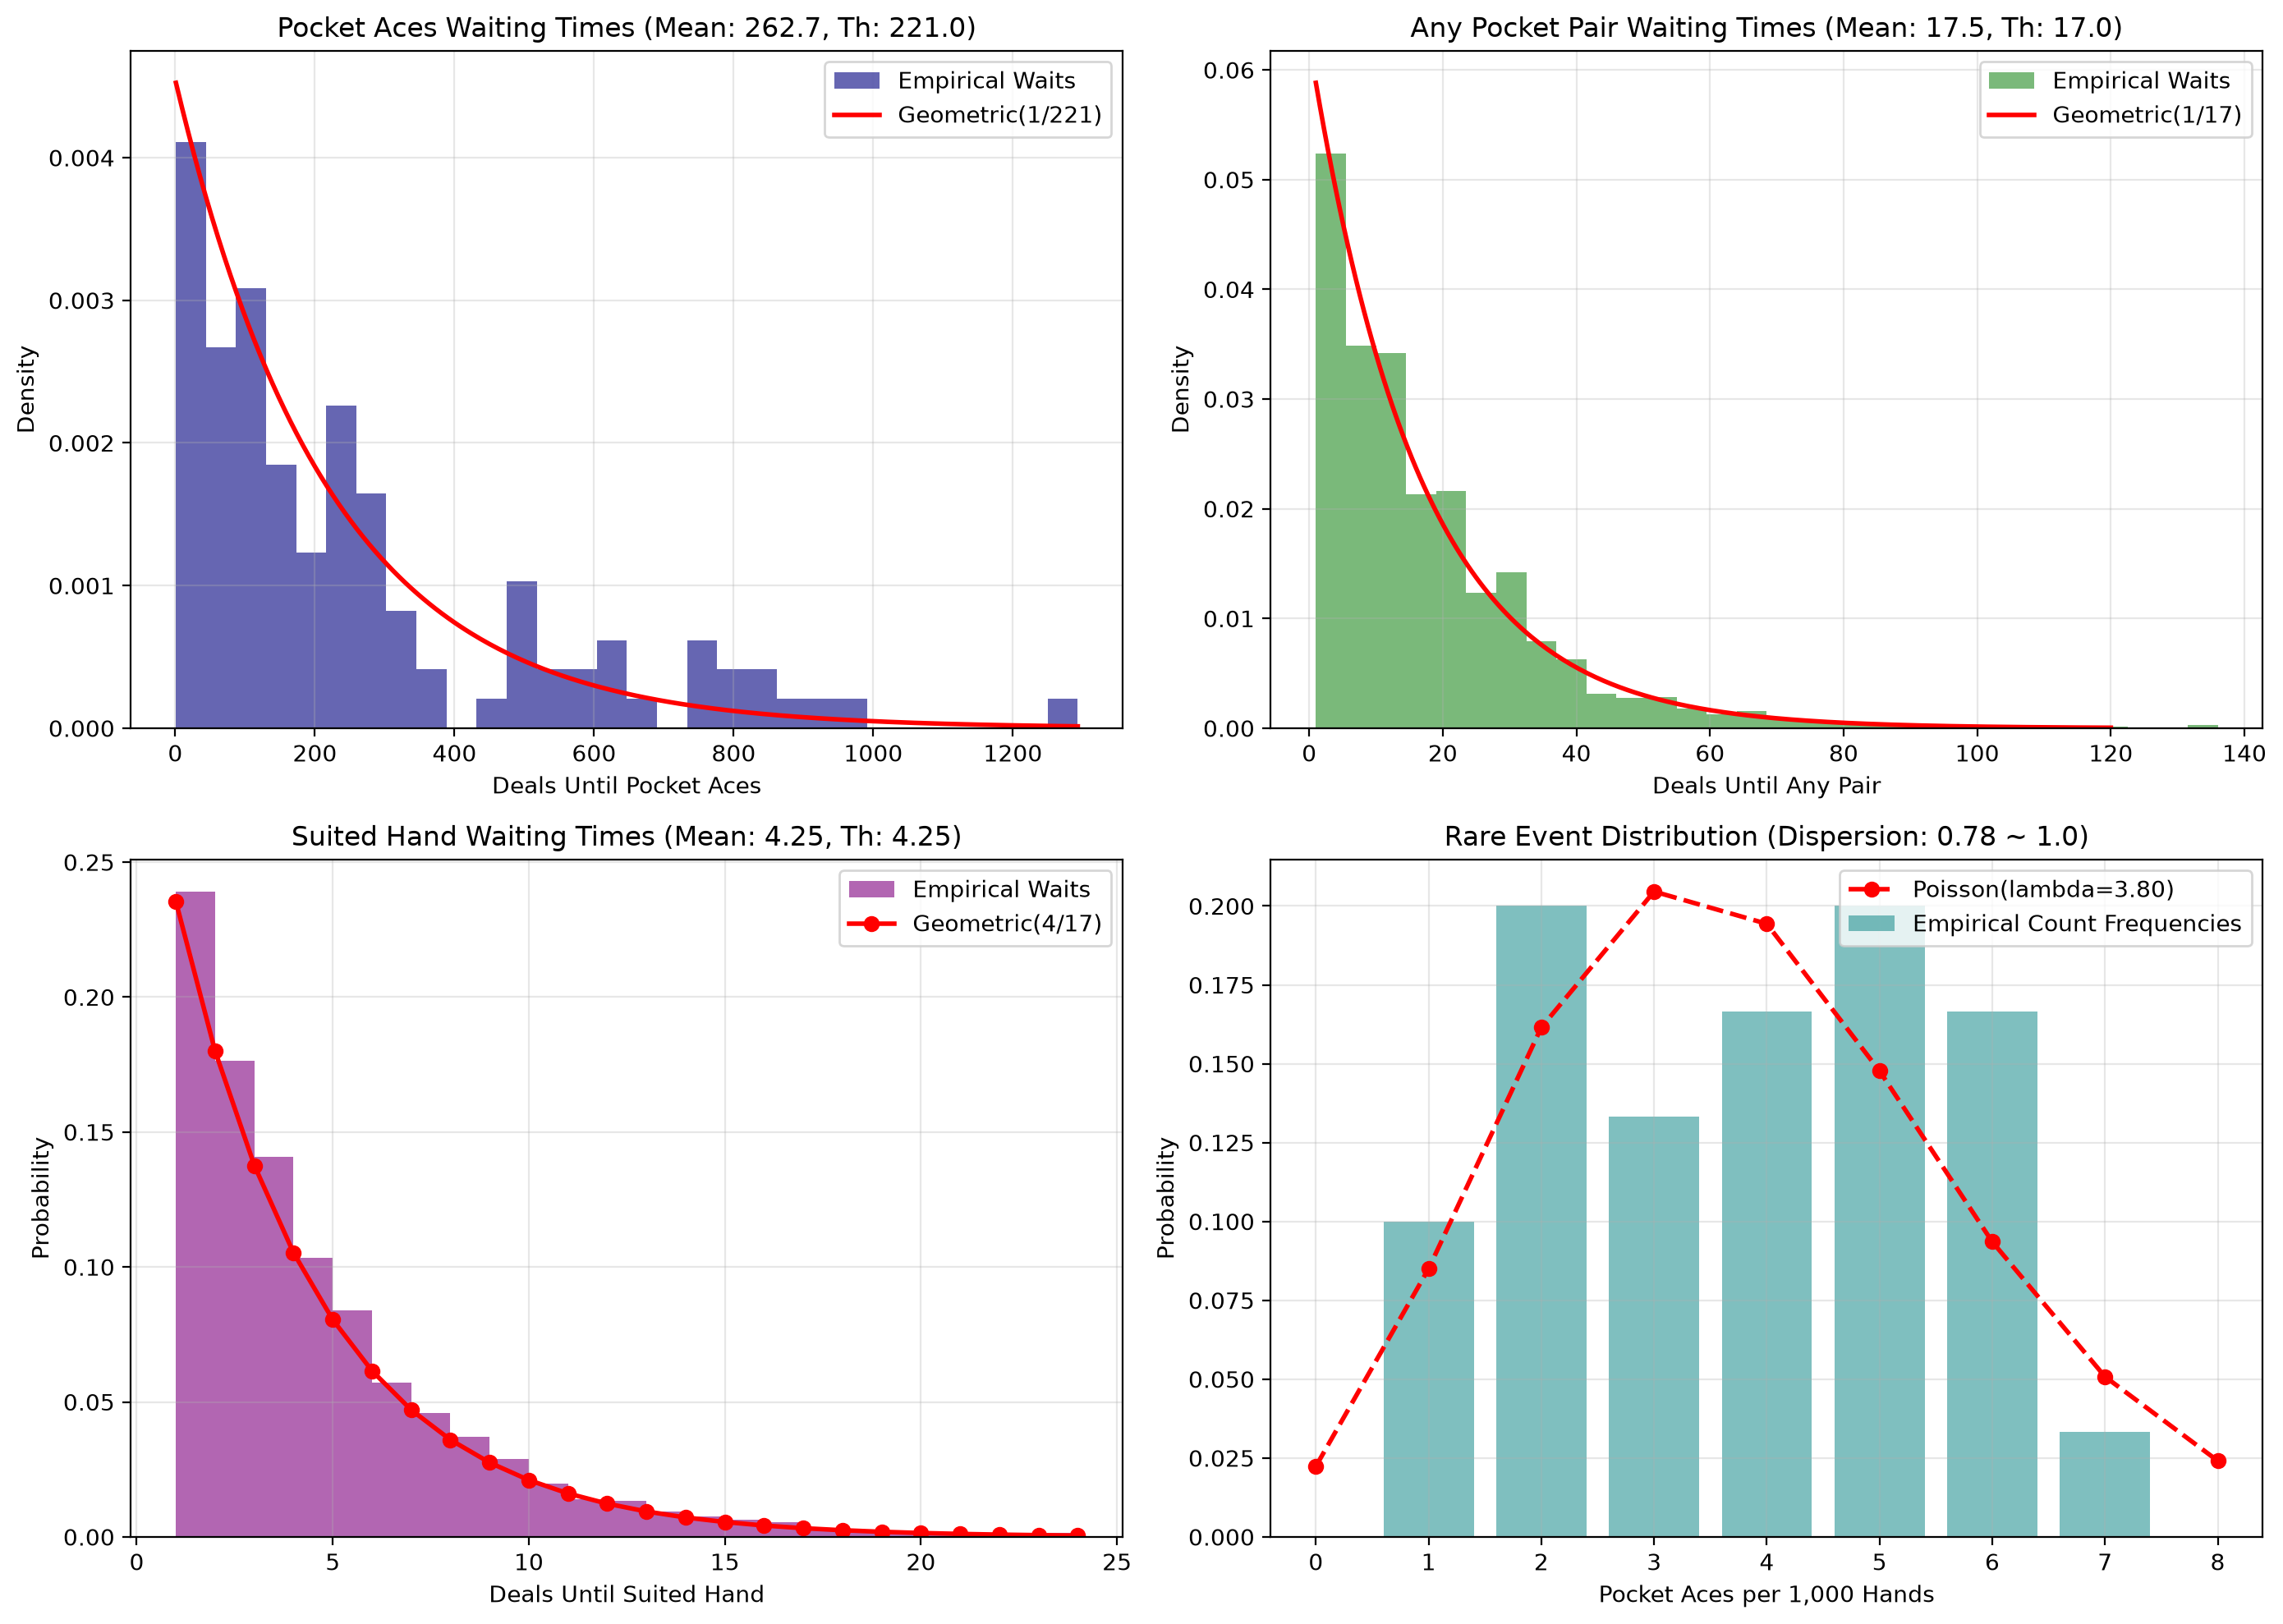 Pocket Aces Waiting Times (Mean: 262.7, Th: 221.0)
Empirical Waits
Geometric(1/221)
Density
0.004
0.003
0.002
0.001
0.000
0 200 400 600 800 1000 1200
Deals Until Pocket Aces
Any Pocket Pair Waiting Times (Mean: 17.5, Th: 17.0)
Empirical Waits
Geometric(1/17)
Density
0.06
0.05
0.04
0.03
0.02
0.01
0.00
0 20 40 60 80 100 120 140
Deals Until Any Pair
Suited Hand Waiting Times (Mean: 4.25, Th: 4.25)
Empirical Waits
Geometric(4/17)
Probability
0.25
0.20
0.15
0.10
0.05
0.00
0 5 10 15 20 25
Deals Until Suited Hand
Rare Event Distribution (Dispersion: 0.78 ~ 1.0)
Poisson(lambda=3.80)
Empirical Count Frequencies
Probability
0.200
0.175
0.150
0.125
0.100
0.075
0.050
0.025
0.000
0 1 2 3 4 5 6 7 8
Pocket Aces per 1,000 Hands